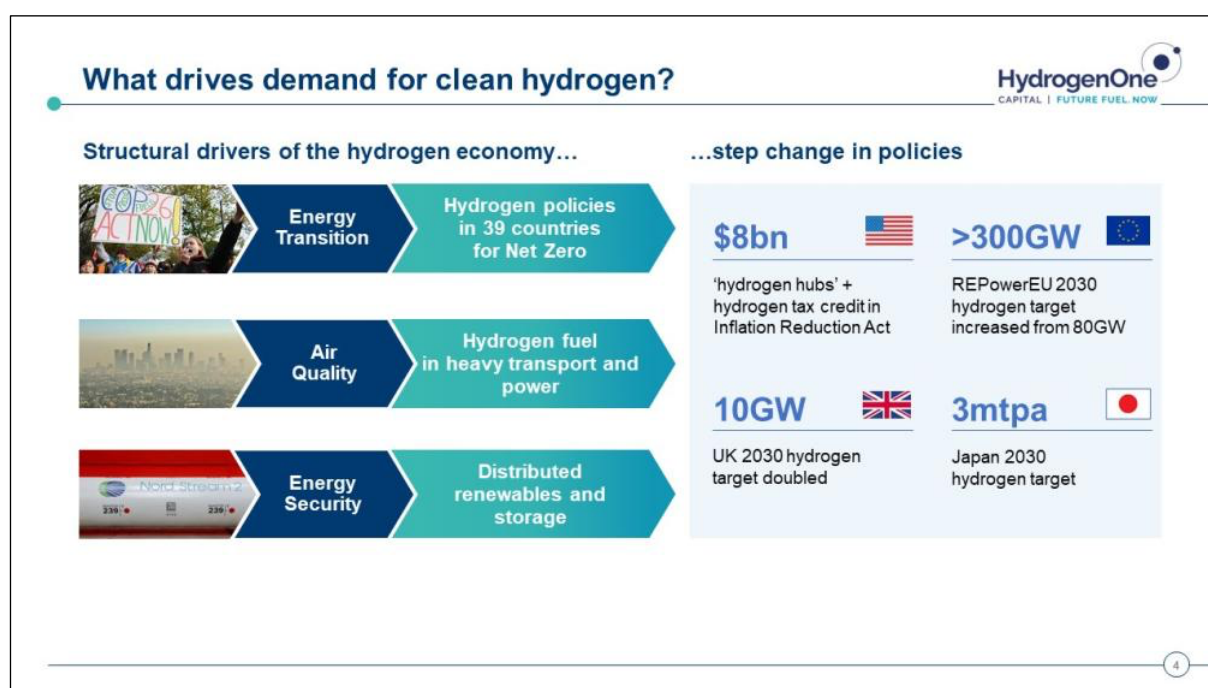 What drives demand for clean hydrogen?
HydrogenOne
CAPITAL | FUTURE FUEL. NOW
Structural drivers of the hydrogen economy…
COP26
ACT NOW!
Energy
Transition
Hydrogen policies
in 39 countries
for Net Zero
Air
Quality
Hydrogen fuel
in heavy transport and
power
Nord Stream 2
239
239
Energy
Security
Distributed
renewables and
storage
…step change in policies
$8bn
‘hydrogen hubs’ +
hydrogen tax credit in
Inflation Reduction Act
>300GW
REPowerEU 2030
hydrogen target
increased from 80GW
10GW
UK 2030 hydrogen
target doubled
3mtpa
Japan 2030
hydrogen target
4